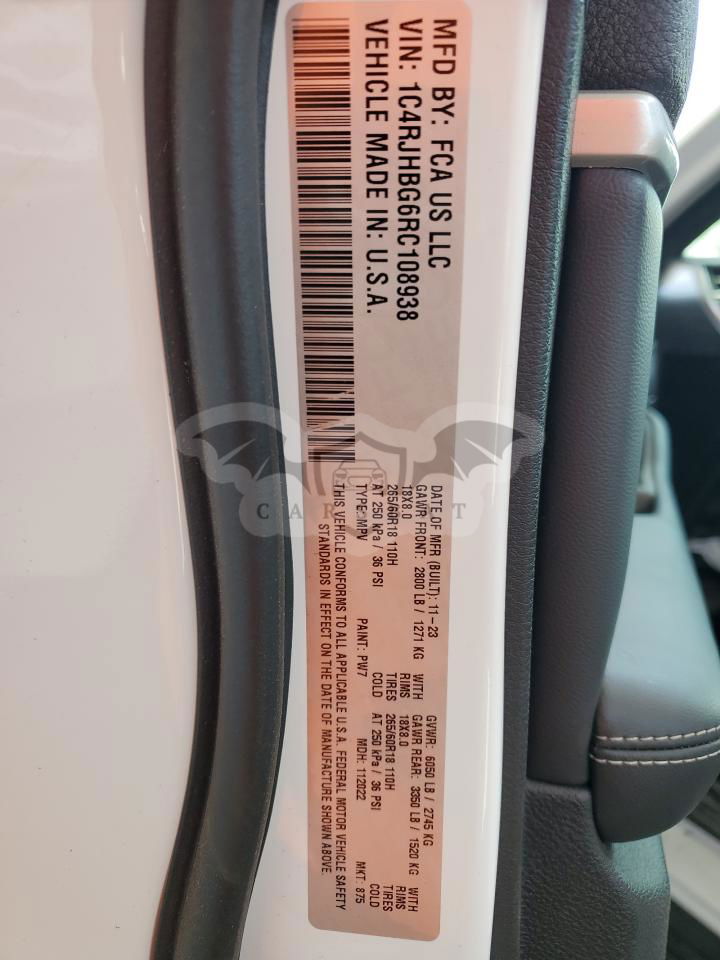 MFD BY: FCA US LLC
VIN: 1C4RJHBG6RC108938
VEHICLE MADE IN: U.S.A.
DATE OF MFR (BUILT): 11-23 GVWR: 6050 LB / 2745 KG
GAWR FRONT: 2800 LB / 1271 KG WITH GAWR REAR: 3350 LB / 1520 KG WITH
18X8.0 RIMS 18X8.0 RIMS
265/60R18 110H TIRES 265/60R18 110H TIRES
AT 250 kPa / 36 PSI COLD AT 250 kPa / 36 PSI COLD
TYPE: MPV PAINT: PW7 MDH: 112022 MKT: 875
THIS VEHICLE CONFORMS TO ALL APPLICABLE U.S.A. FEDERAL MOTOR VEHICLE SAFETY
STANDARDS IN EFFECT ON THE DATE OF MANUFACTURE SHOWN ABOVE.